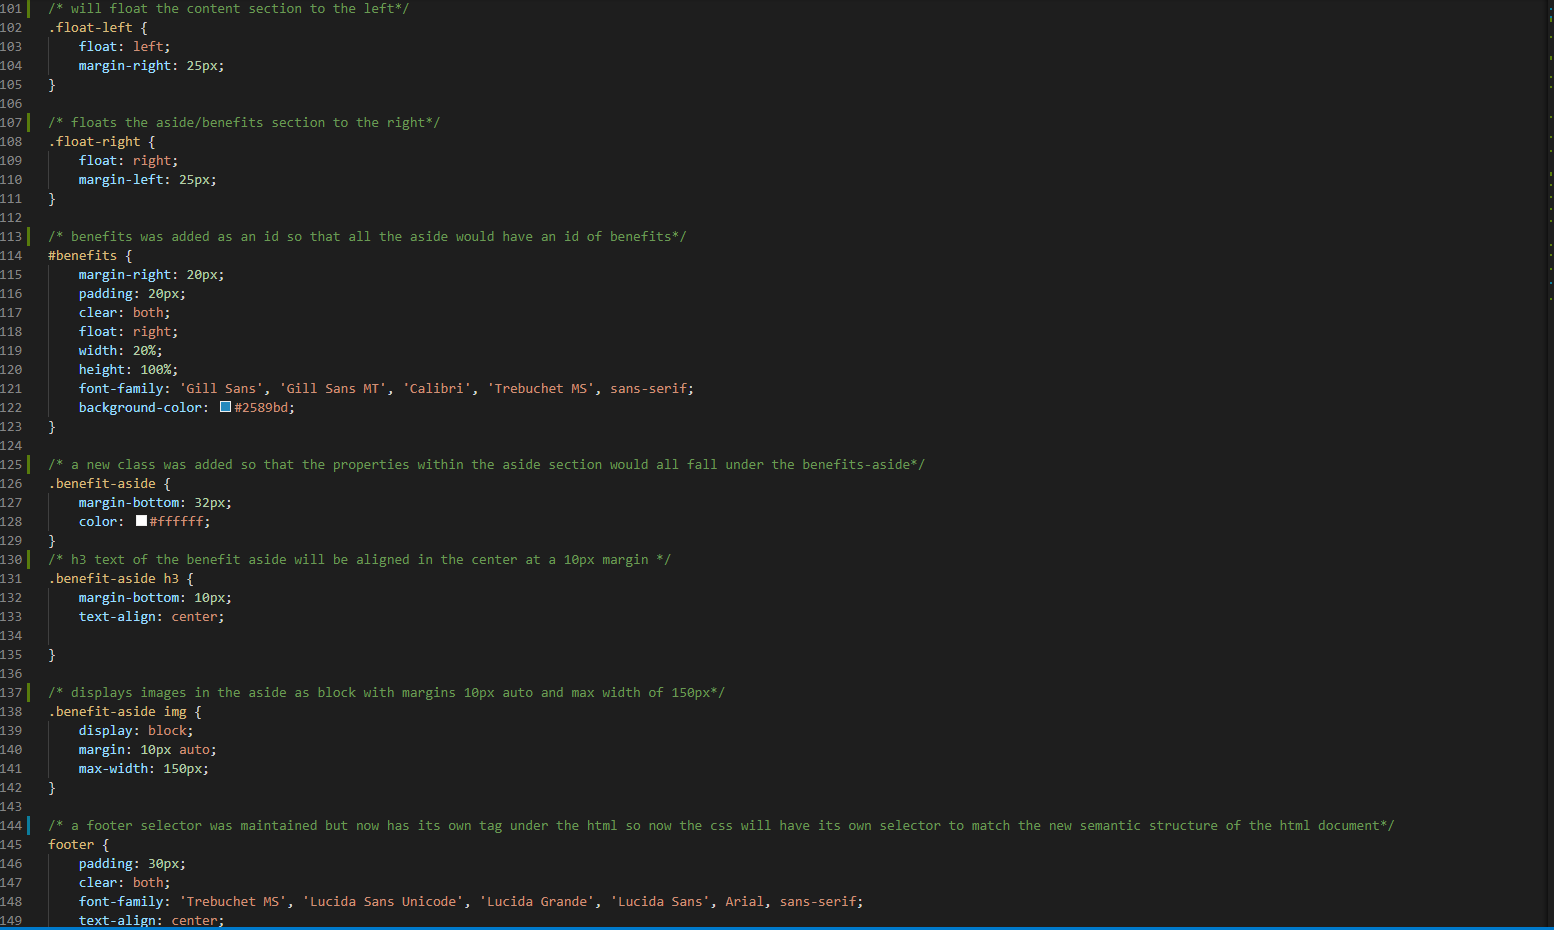 101 /* will float the content section to the left*/
102 .float-left {
103 float: left;
104 margin-right: 25px;
105 }
106
107 /* floats the aside/benefits section to the right*/
108 .float-right {
109 float: right;
110 margin-left: 25px;
111 }
112
113 /* benefits was added as an id so that all the aside would have an id of benefits*/
114 #benefits {
115 margin-right: 20px;
116 padding: 20px;
117 clear: both;
118 float: right;
119 width: 20%;
120 height: 100%;
121 font-family: 'Gill Sans', 'Gill Sans MT', 'Calibri', 'Trebuchet MS', sans-serif;
122 background-color: #2589bd;
123 }
124
125 /* a new class was added so that the properties within the aside section would all fall under the benefits-aside*/
126 .benefit-aside {
127 margin-bottom: 32px;
128 color: #ffffff;
129 }
130 /* h3 text of the benefit aside will be aligned in the center at a 10px margin */
131 .benefit-aside h3 {
132 margin-bottom: 10px;
133 text-align: center;
134
135 }
136
137 /* displays images in the aside as block with margins 10px auto and max width of 150px*/
138 .benefit-aside img {
139 display: block;
140 margin: 10px auto;
141 max-width: 150px;
142 }
143
144 /* a footer selector was maintained but now has its own tag under the html so now the css will have its own selector to match the new semantic structure of the html document*/
145 footer {
146 padding: 30px;
147 clear: both;
148 font-family: 'Trebuchet MS', 'Lucida Sans Unicode', 'Lucida Grande', 'Lucida Sans', Arial, sans-serif;
149 text-align: center;